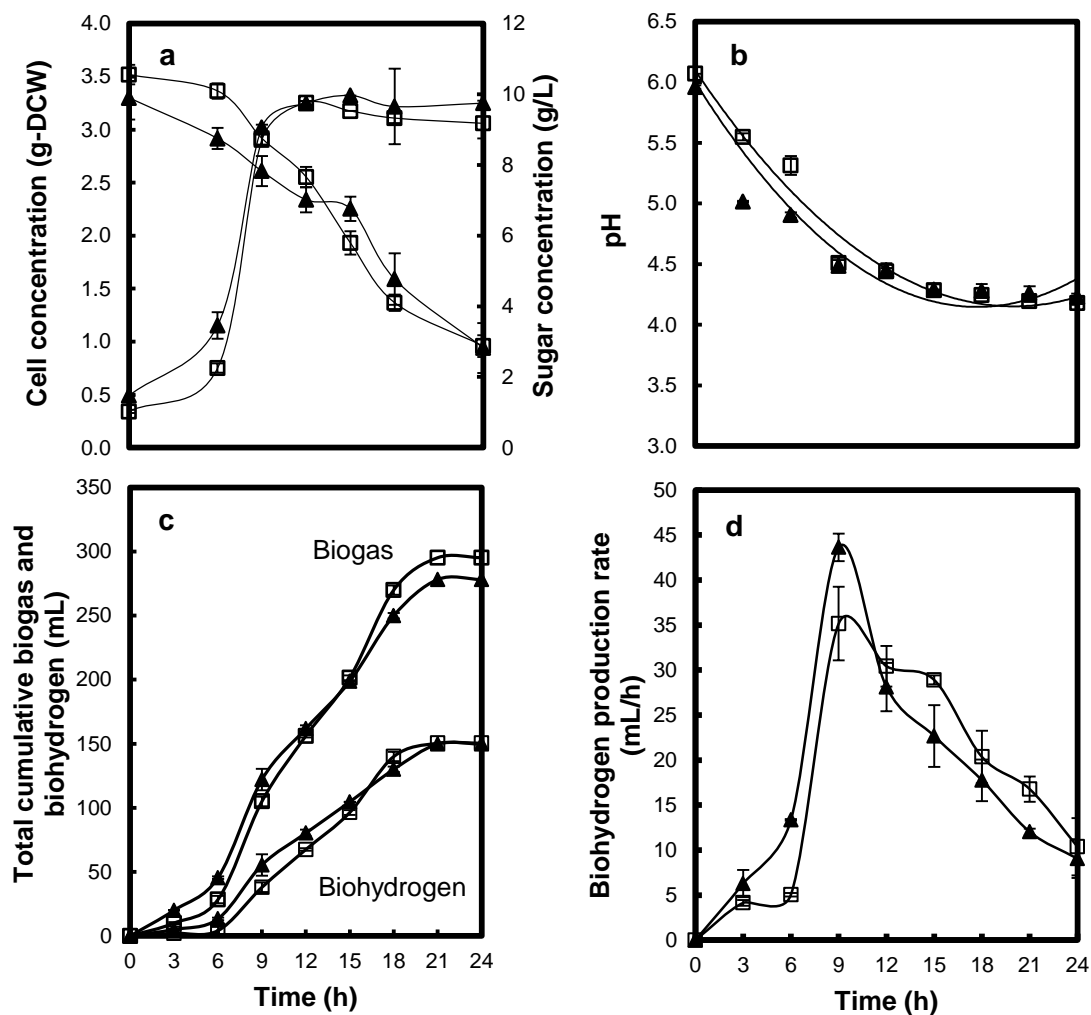 a
4.0
3.5
3.0
2.5
2.0
1.5
1.0
0.5
0.0
Cell concentration (g-DCW)
12
10
8
6
4
2
0
Sugar concentration (g/L)
b
6.5
6.0
5.5
5.0
4.5
4.0
3.5
3.0
pH
c
350
300
250
200
150
100
50
0
Total cumulative biogas and
biohydrogen (mL)
Biogas
Biohydrogen
0 3 6 9 12 15 18 21 24
Time (h)
d
50
45
40
35
30
25
20
15
10
5
0
Biohydrogen production rate
(mL/h)
0 3 6 9 12 15 18 21 24
Time (h)